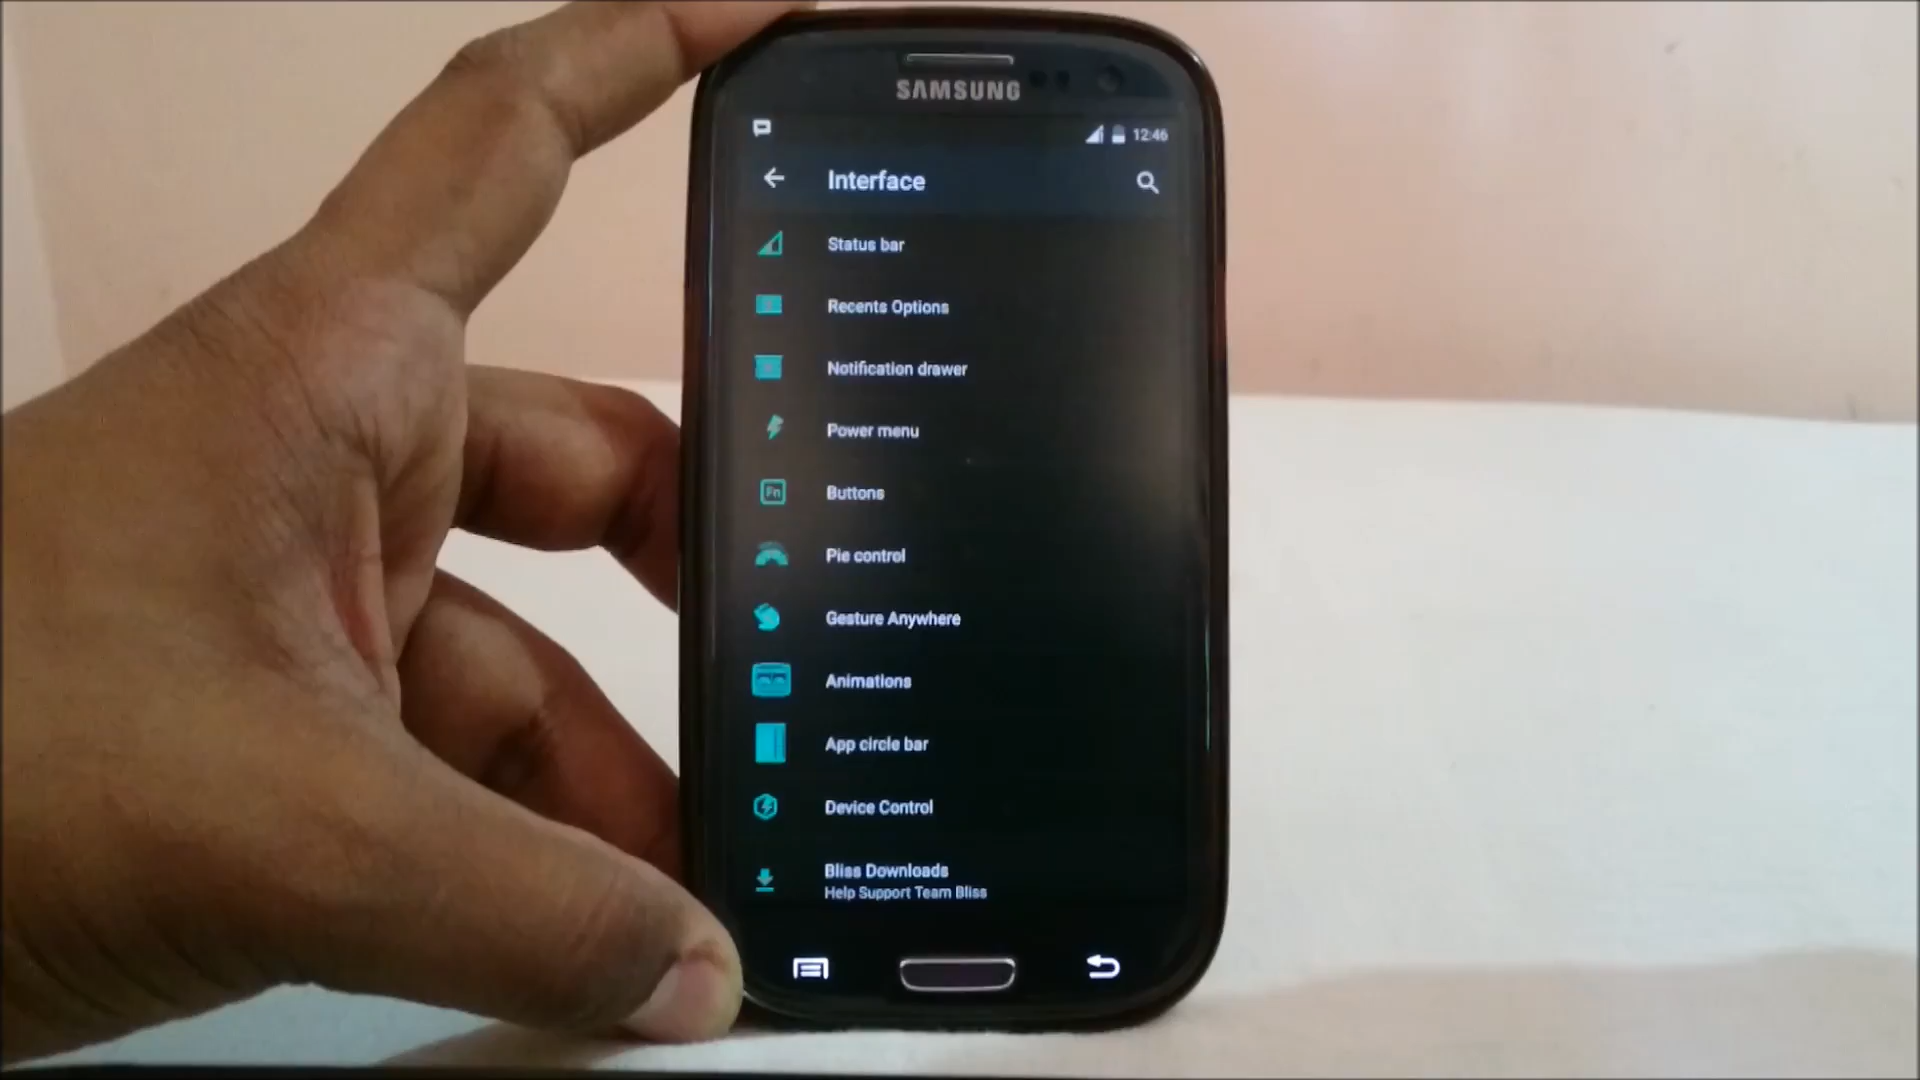 SAMSUNG
12:46
Interface
Status bar
Recents Options
Notification drawer
Power menu
Fn
Buttons
Pie control
Gesture Anywhere
Animations
App circle bar
Device Control
Bliss Downloads
Help Support Team Bliss